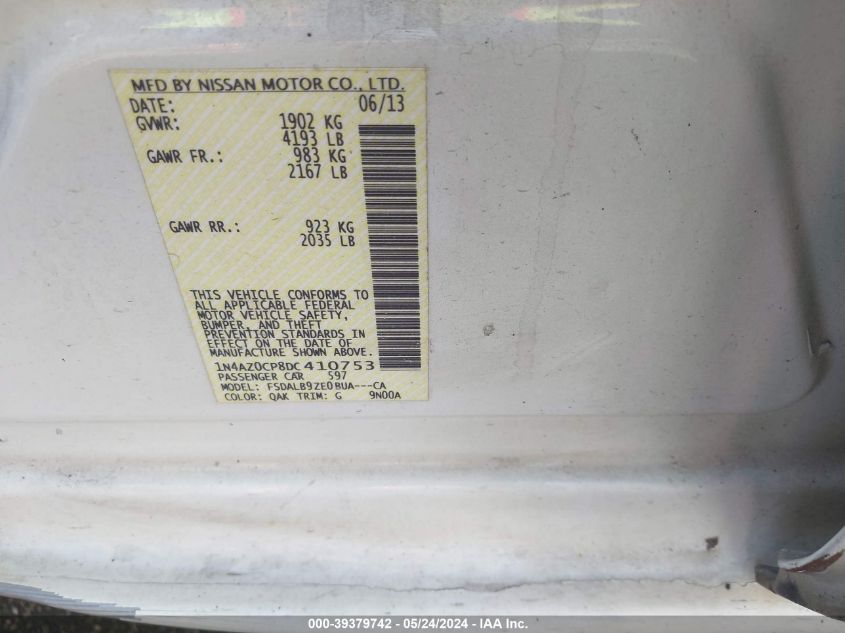 MFD BY NISSAN MOTOR CO., LTD.
DATE: 06/13
GVWR: 1902 KG
4193 LB
GAWR FR.: 983 KG
2167 LB
GAWR RR.: 923 KG
2035 LB
THIS VEHICLE CONFORMS TO
ALL APPLICABLE FEDERAL
MOTOR VEHICLE SAFETY,
BUMPER, AND THEFT
PREVENTION STANDARDS IN
EFFECT ON THE DATE OF
MANUFACTURE SHOWN ABOVE.
1N4AZ0CP8DC410753
PASSENGER CAR 597
MODEL: FSDALB9ZE0BUA---CA
COLOR: QAK TRIM: G 9N00A
000-39379742 - 05/24/2024 - IAA Inc.